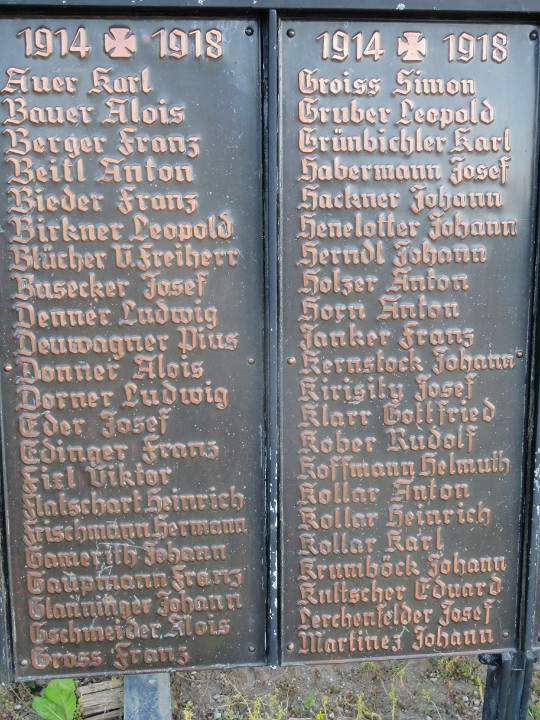 1914 1918
Auer Karl
Bauer Alois
Berger Franz
Beitl Anton
Bieder Franz
Birkner Leopold
Blücher V. Freiherr
Busecker Josef
Denner Ludwig
Deuwagner Pius
Donner Alois
Dorner Ludwig
Eder Josef
Edinger Franz
Fixl Viktor
Flatschart Heinrich
Frischmann Hermann
Gamerith Johann
Gaupmann Franz
Glanninger Johann
Gschmeider Alois
Gross Franz
1914 1918
Groiss Simon
Gruber Leopold
Grünbichler Karl
Habermann Josef
Hackner Johann
Henelotter Johann
Herndl Johann
Holzer Anton
Horn Anton
Janker Franz
Kernstock Johann
Kirisity Josef
Klarr Gottfried
Kober Rudolf
Koffmann Helmuth
Kollar Anton
Kollar Heinrich
Kollar Karl
Krumböck Johann
Kultscher Eduard
Lerchenfelder Josef
Martinez Johann